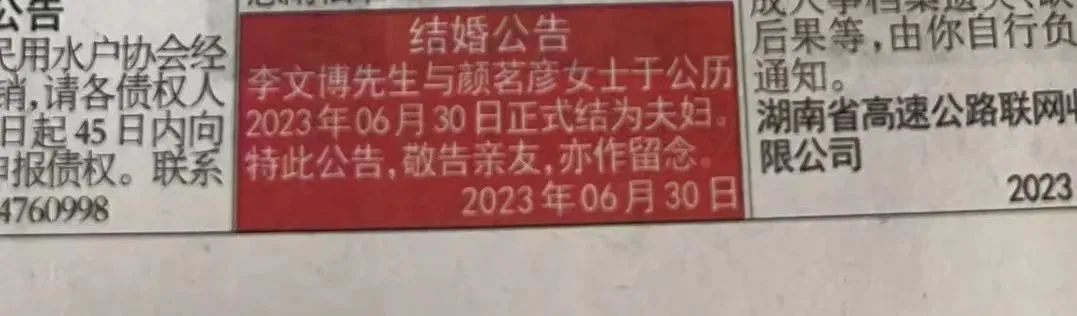 公告
民用水户协会经
销,请各债权人
日起45日内向
申报债权。联系
4760998
结婚公告
李文博先生与颜茗彦女士于公历
2023年06月30日正式结为夫妇。
特此公告,敬告亲友,亦作留念。
2023年06月30日
后果等,由你自行负
通知。
湖南省高速公路联网收
限公司
2023